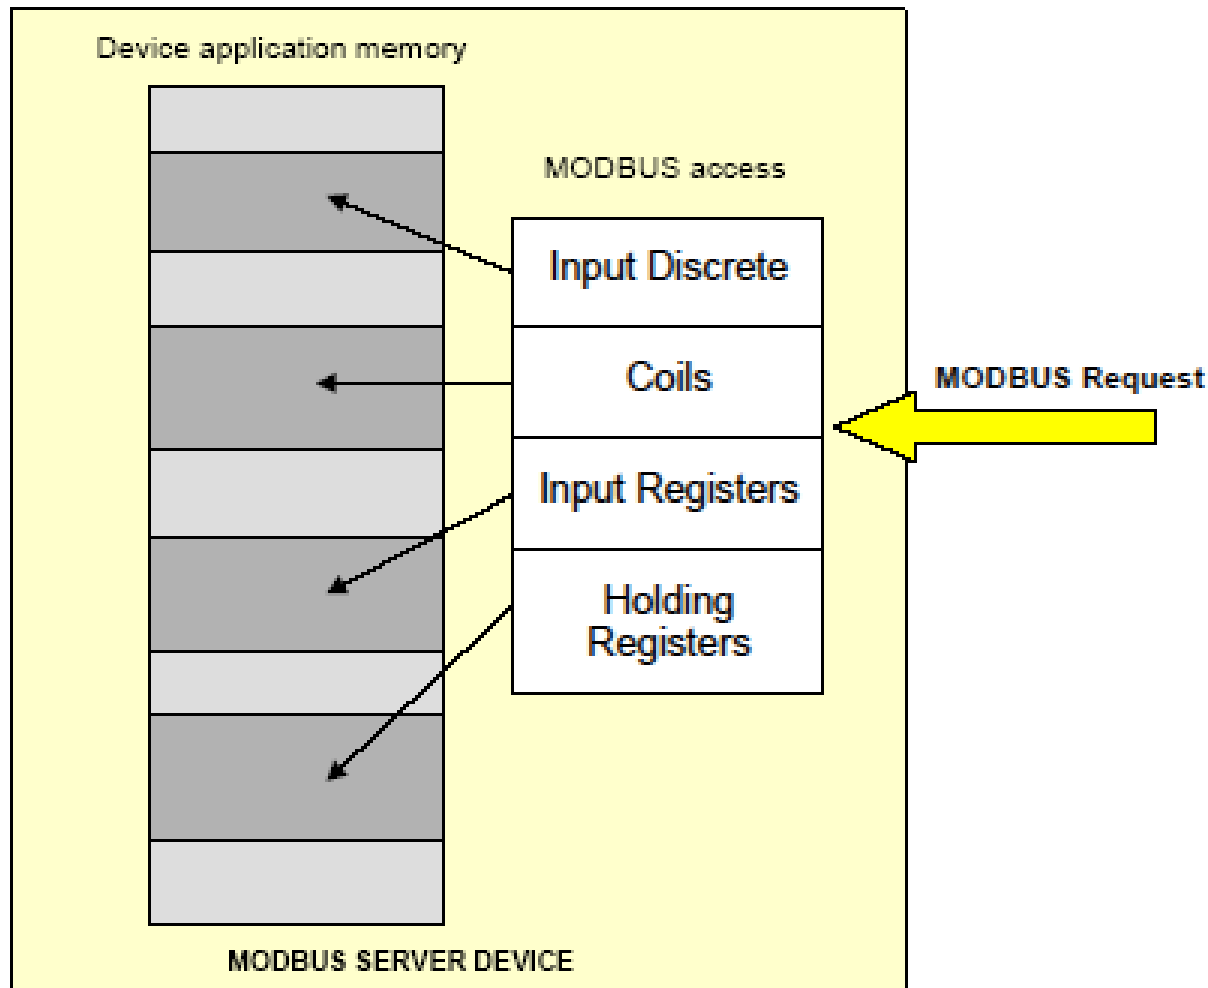 Device application memory
MODBUS access
Input Discrete
Coils
MODBUS Request
Input Registers
Holding
Registers
MODBUS SERVER DEVICE